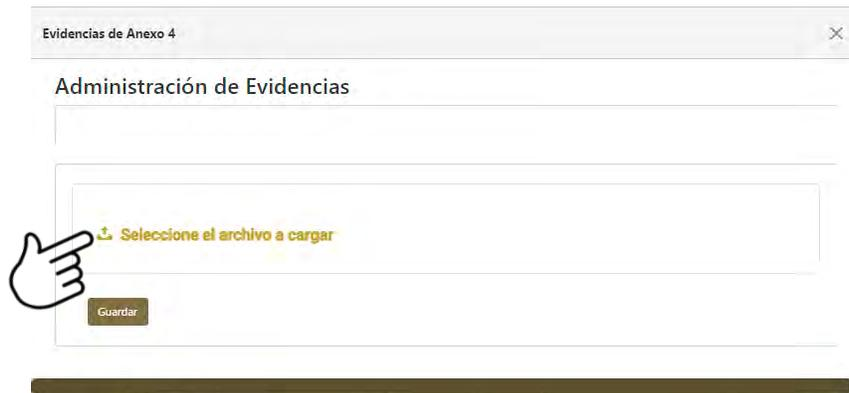 Evidencias de Anexo 4
Administración de Evidencias
Seleccione el archivo a cargar
Guardar